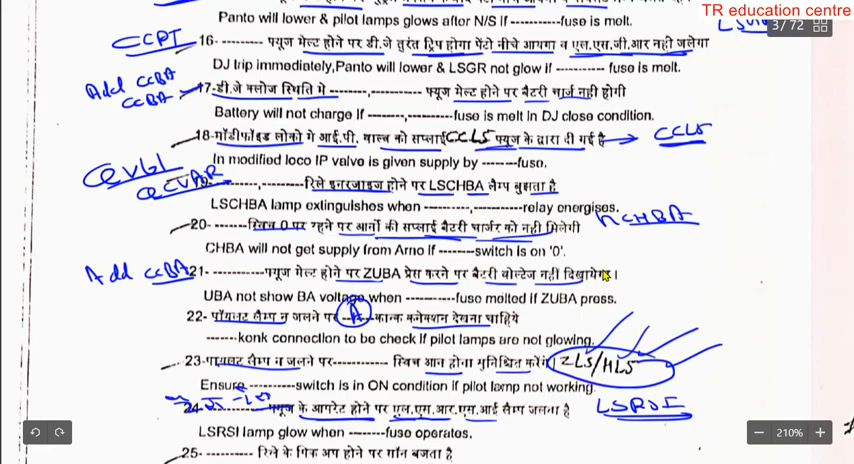 TR education centre
3 / 72
Panto will lower & pilot lamps glows after N/S if -----------fuse is molt.
CCPT
16- ---------- फ्यूज मेल्ट होने पर डी.जे तुरंत ट्रिप होगा पेंटो नीचे आयगा व एल.एस.जी.आर नही जलेगा
DJ trip immediately,Panto will lower & LSGR not glow if ----------- fuse is melt.
Add CCBA
CCBA
17-डी.जे क्लोज स्थिति मे --------,---------- फ्यूज मेल्ट होने पर बैटरी चार्ज नही होगी
Battery will not charge If --------,-----------fuse is melt in DJ close condition.
18-मॉडीफाइड लोको मे आई.पी. वाल्व को सप्लाई CCLS फ्यूज के द्वारा दी गई है → CCLS
In modified loco IP valve is given supply by -------fuse.
QCVAR
----------,---------- रिले इनरजाइज होने पर LSCHBA लैम्प बुझता है
LSCHBA lamp extingulshes when ----------,-----------relay energises.
HCHBA
20- --------स्विच 0 पर रहने पर आर्नो की सप्लाई बैटरी चार्जर को नही मिलेगी
CHBA will not get supply from Arno If --------switch is on '0'.
Add CCBA
21- ------------फ्यूज मेल्ट होने पर ZUBA प्रेस करने पर बैटरी वोल्टेज नही दिखायेगा।
UBA not show BA voltage when -----------fuse molted if ZUBA press.
22- पॉयलट लैम्प न जलने पर A कान्क कनेक्शन देखना चाहिये
-------konk connection to be check if pilot lamps are not glowing.
23-पायलट लैम्प न जलने पर------------ स्विच आन होना सुनिश्चित करेंगे। ZLS/HLS
Ensure ----------switch is in ON condition if pilot lamp not working.
24- फ्यूज के आपरेट होने पर एल.एस.आर.एस.आई लैम्प जलता है LSRSI
LSRSI lamp glow when --------fuse operates.
25- ---------- रिले के पिक अप होने पर गॉन बजता है
210%